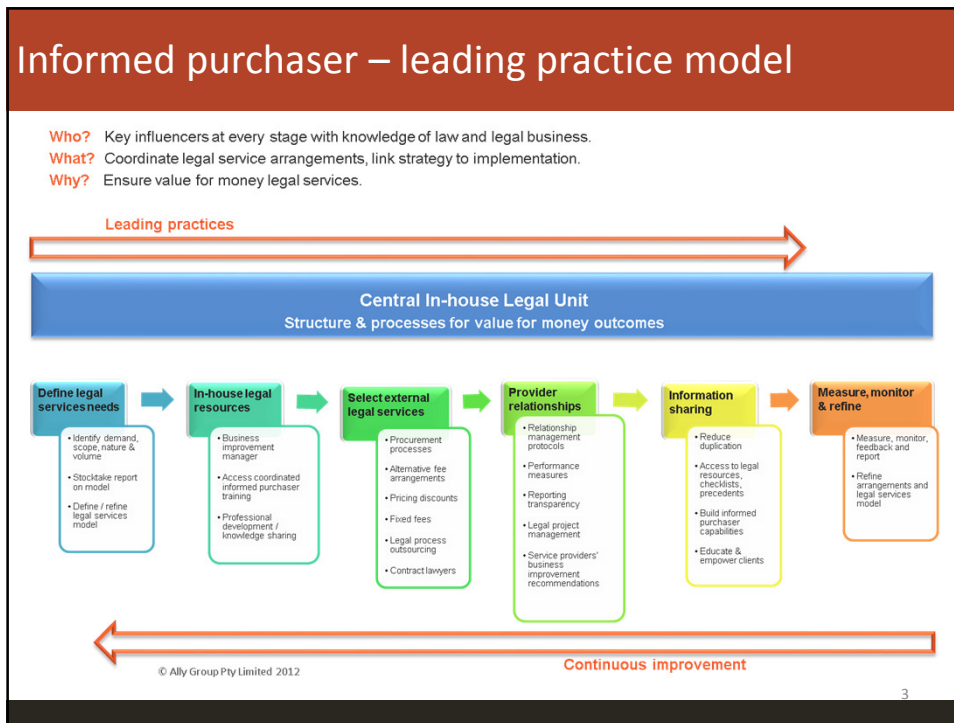 Informed purchaser – leading practice model
Who? Key influencers at every stage with knowledge of law and legal business.
What? Coordinate legal service arrangements, link strategy to implementation.
Why? Ensure value for money legal services.
Leading practices
Central In-house Legal Unit
Structure & processes for value for money outcomes
Define legal
services needs
• Identify demand,
scope, nature &
volume
• Stocktake report
on model
• Define / refine
legal services
model
In-house legal
resources
• Business
improvement
manager
• Access coordinated
informed purchaser
training
• Professional
development /
knowledge sharing
Select external
legal services
• Procurement
processes
• Alternative fee
arrangements
• Pricing discounts
• Fixed fees
• Legal process
outsourcing
• Contract lawyers
Provider
relationships
• Relationship
management
protocols
• Performance
measures
• Reporting
transparency
• Legal project
management
• Service providers'
business
improvement
recommendations
Information
sharing
• Reduce
duplication
• Access to legal
resources,
checklists,
precedents
• Build informed
purchaser
capabilities
• Educate &
empower clients
Measure, monitor
& refine
• Measure, monitor,
feedback and
report
• Refine
arrangements and
legal services
model
Continuous improvement
© Ally Group Pty Limited 2012
3